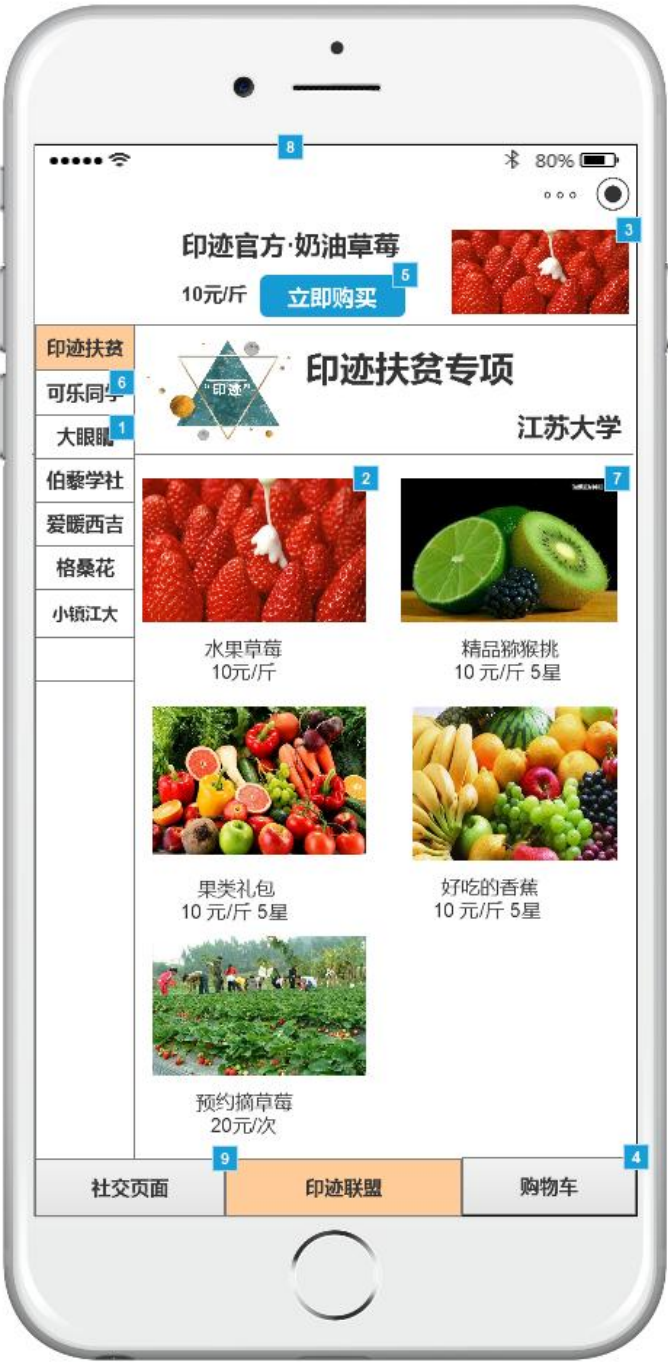 8
80%
3
印迹官方·奶油草莓
5
10元/斤
立即购买
印迹扶贫
可乐同学
6
大眼睛
1
伯藜学社
爱暖西吉
格桑花
小镇江大
"印迹"
印迹扶贫专项
江苏大学
2
7
水果草莓
10元/斤
精品猕猴挑
10 元/斤 5星
果类礼包
10 元/斤 5星
好吃的香蕉
10 元/斤 5星
预约摘草莓
20元/次
9
4
社交页面
印迹联盟
购物车